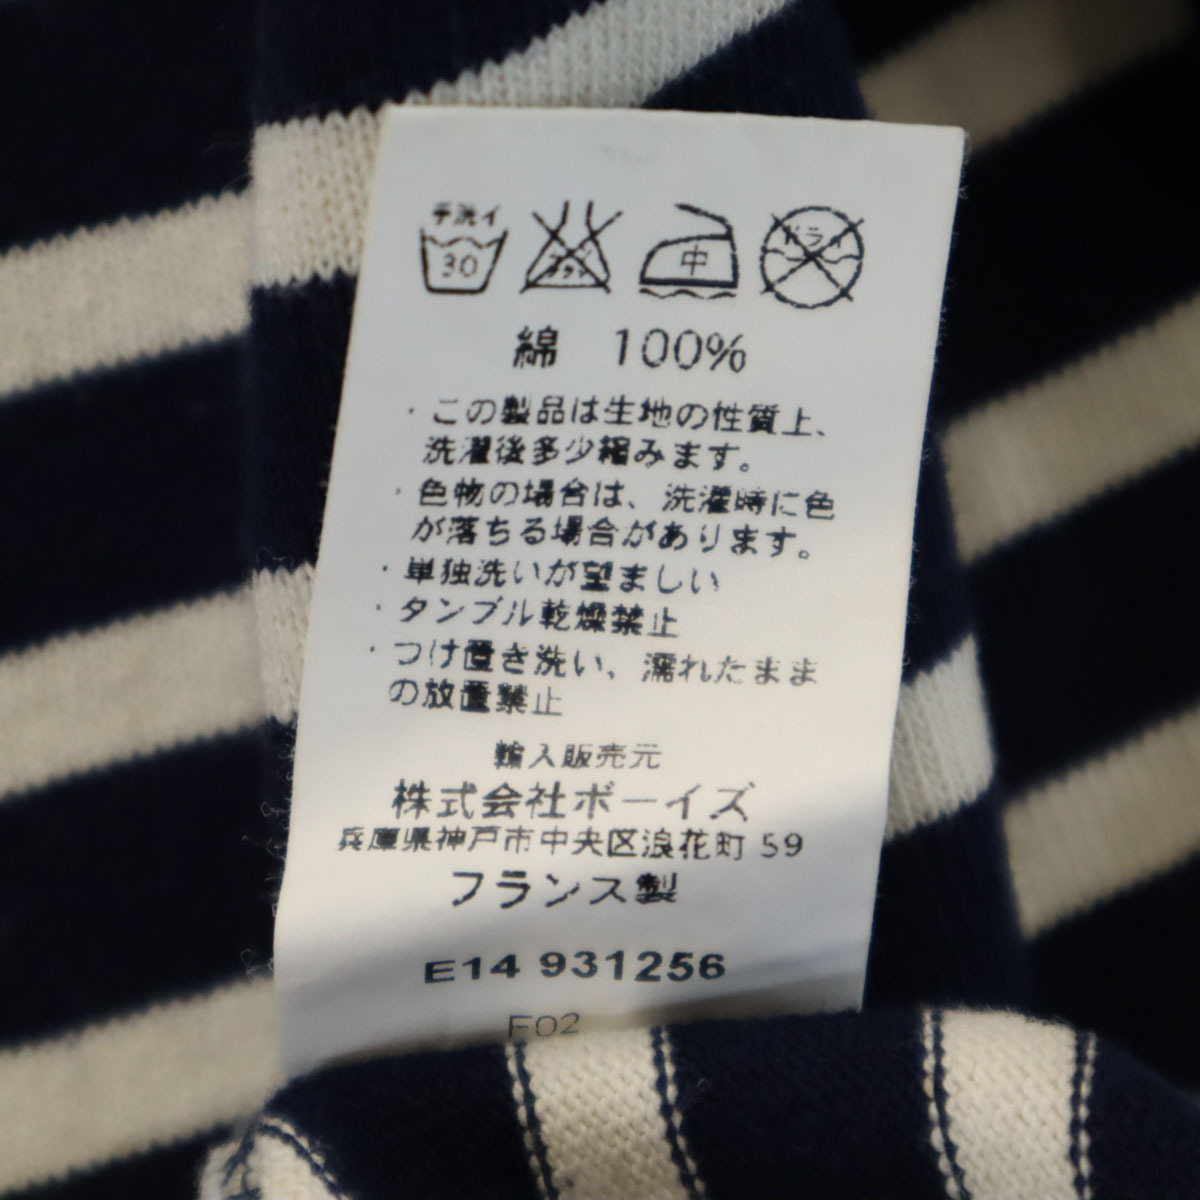 手洗イ 中 ドライ
30
綿 100%
・この製品は生地の性質上、
洗濯後多少縮みます。
・色物の場合は、洗濯時に色
が落ちる場合があります。
・単独洗いが望ましい
・タンブル乾燥禁止
・つけ置き洗い、濡れたまま
の放置禁止
輸入販売元
株式会社ボーイズ
兵庫県神戸市中央区浪花町 59
フランス製
E14 931256
F02